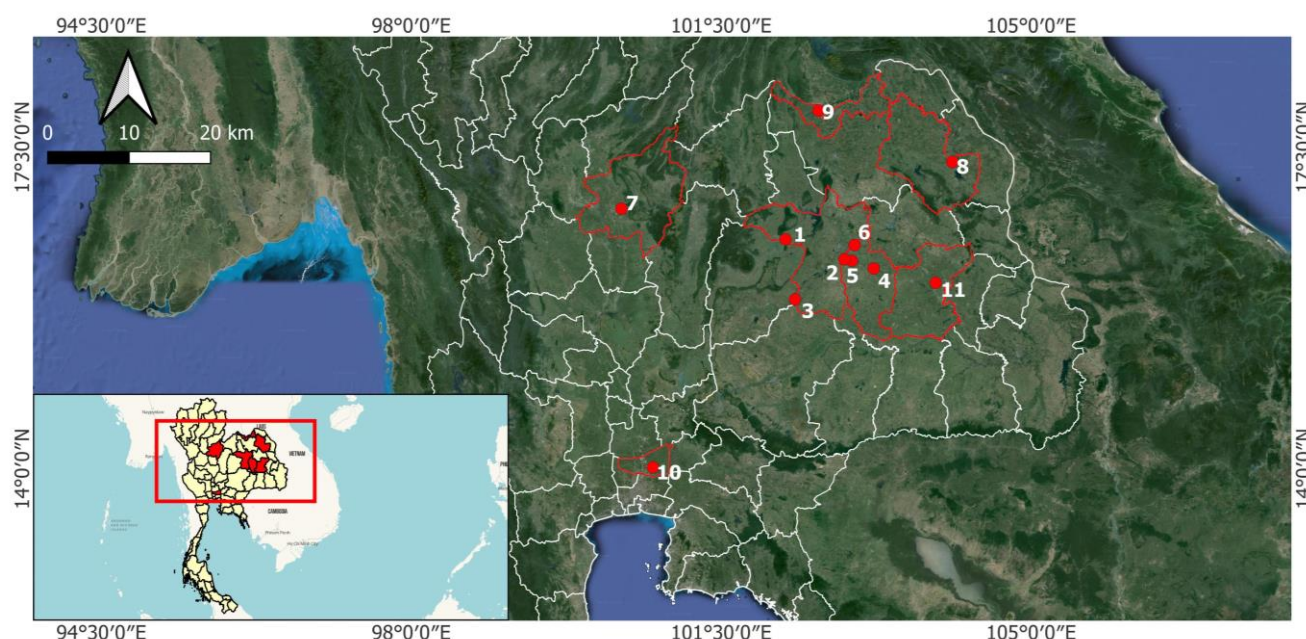 94°30′0″E 98°0′0″E 101°30′0″E 105°0′0″E
17°30′0″N
17°30′0″N
0 10 20 km
9
8
7
1
6
2
5
4
3
11
10
LAOS
VIETNAM
CAMBODIA
14°0′0″N
14°0′0″N
94°30′0″E 98°0′0″E 101°30′0″E 105°0′0″E